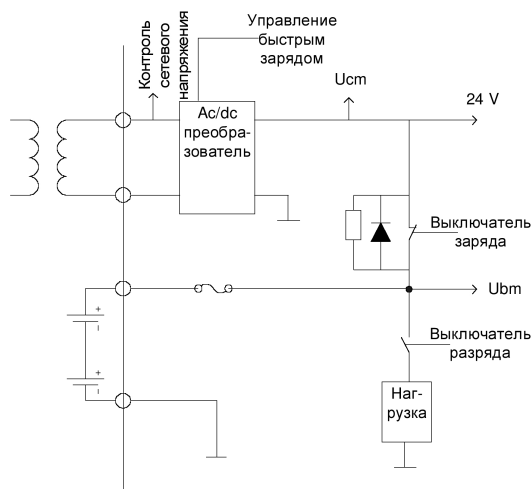 Управление
быстрым
зарядом
Контроль
сетевого
напряжения
Ucm
24 V
Ac/dc
преобра-
зователь
Выключатель
заряда
Ubm
+
-
Выключатель
разряда
+
-
Наг-
рузка